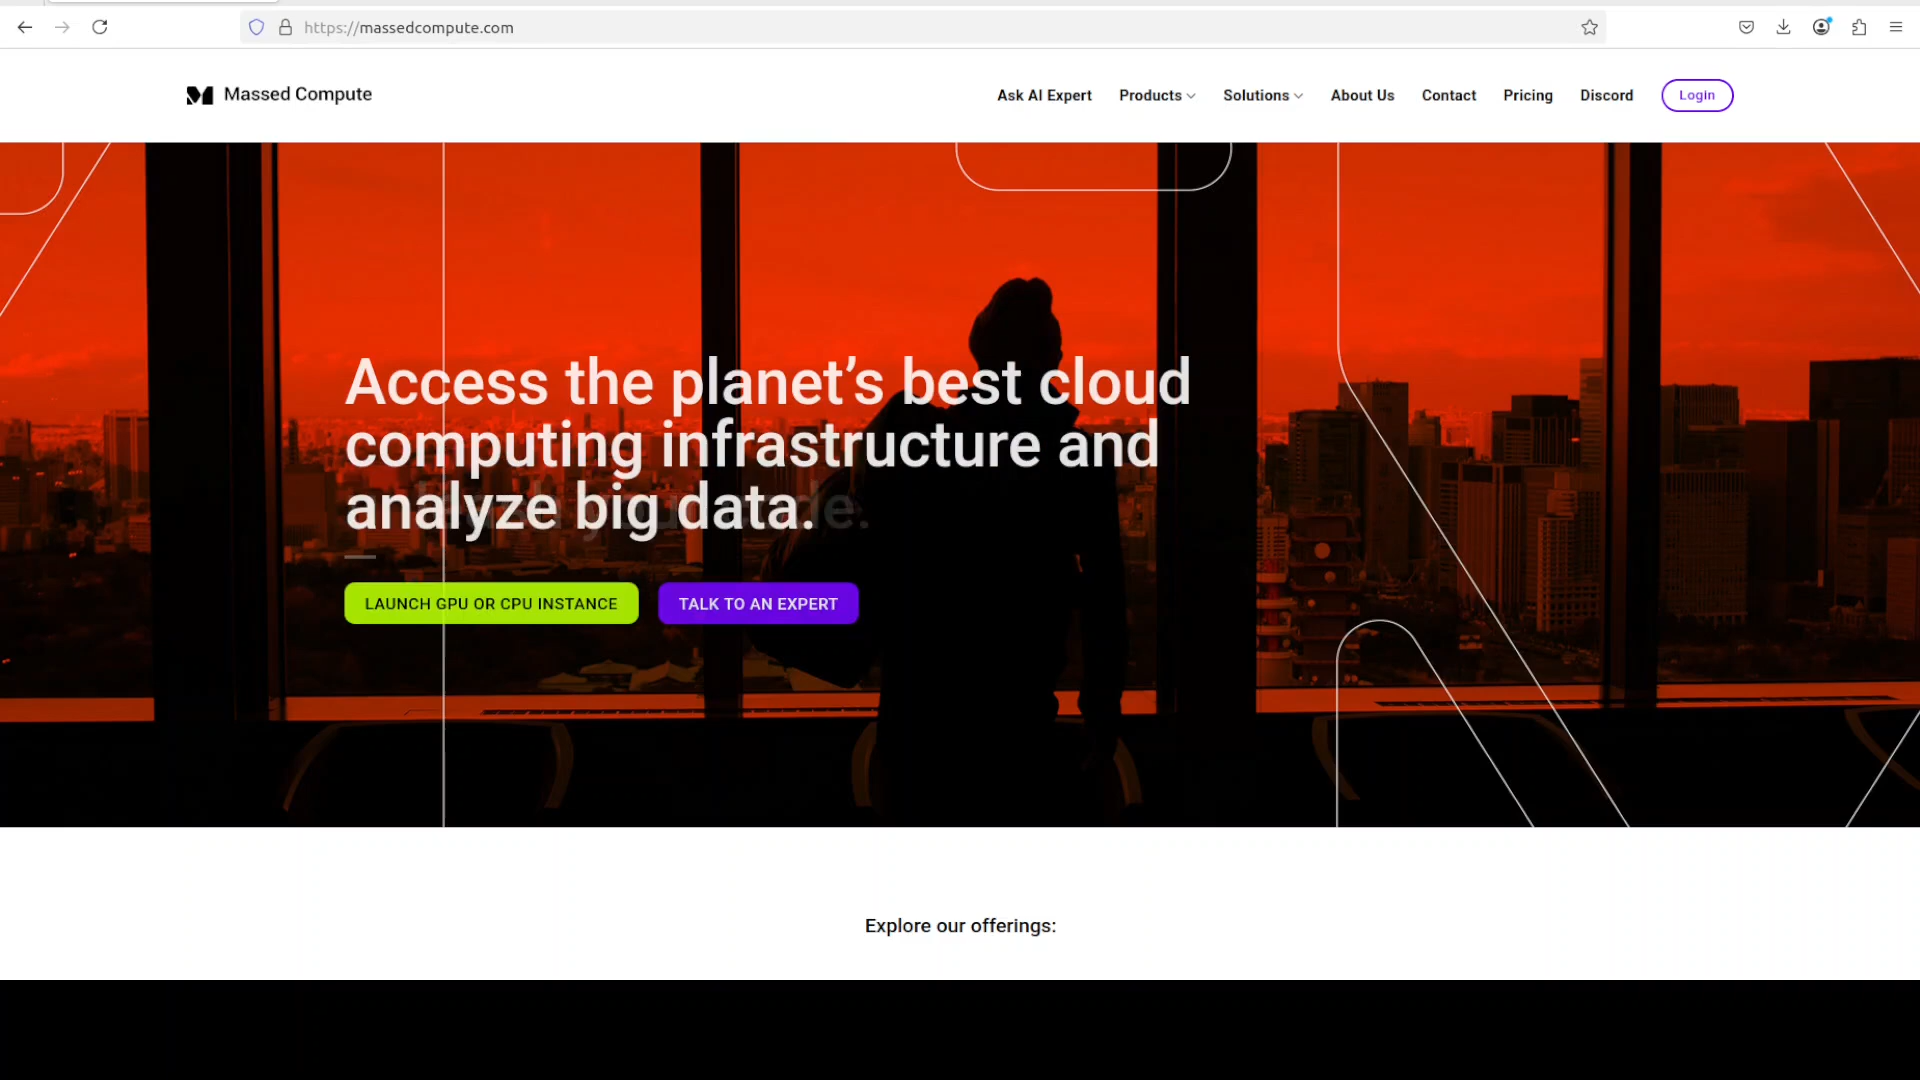 https://massedcompute.com
Massed Compute
Ask AI Expert
Products
Solutions
About Us
Contact
Pricing
Discord
Login
Access the planet’s best cloud
computing infrastructure and
analyze big data.
LAUNCH GPU OR CPU INSTANCE
TALK TO AN EXPERT
Explore our offerings: